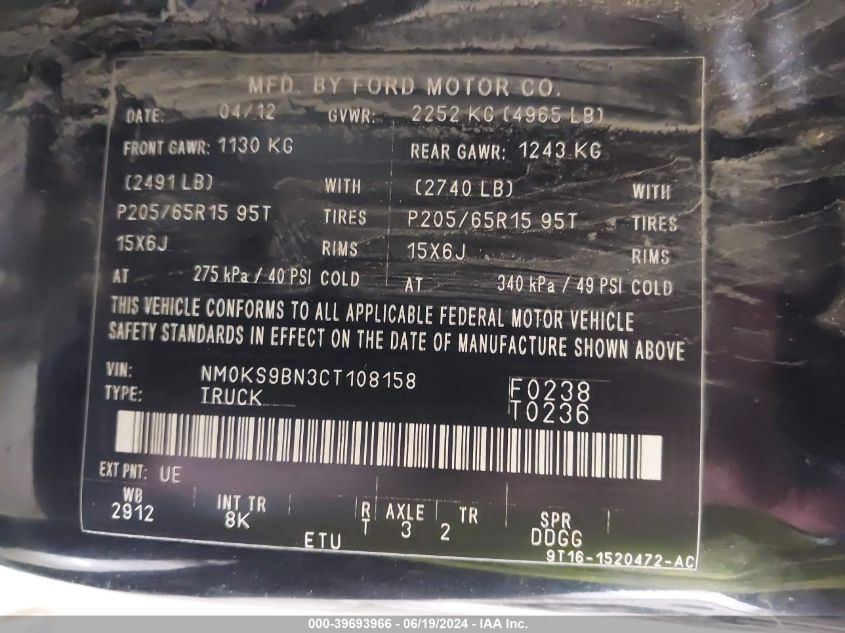 MFD. BY FORD MOTOR CO.
DATE: 04/12 GVWR: 2252 KG (4965 LB)
FRONT GAWR: 1130 KG REAR GAWR: 1243 KG
(2491 LB) WITH (2740 LB) WITH
P205/65R15 95T TIRES P205/65R15 95T TIRES
15X6J RIMS 15X6J RIMS
AT 275 kPa / 40 PSI COLD AT 340 kPa / 49 PSI COLD
THIS VEHICLE CONFORMS TO ALL APPLICABLE FEDERAL MOTOR VEHICLE
SAFETY STANDARDS IN EFFECT ON THE DATE OF MANUFACTURE SHOWN ABOVE
VIN: NM0KS9BN3CT108158 F0238
TYPE: TRUCK T0236
EXT PNT: UE
WB INT TR R AXLE TR SPR
2912 8K T 3 2 DDGG
ETU 9T16-1520472-AC
000-39693966 - 06/19/2024 - IAA Inc.